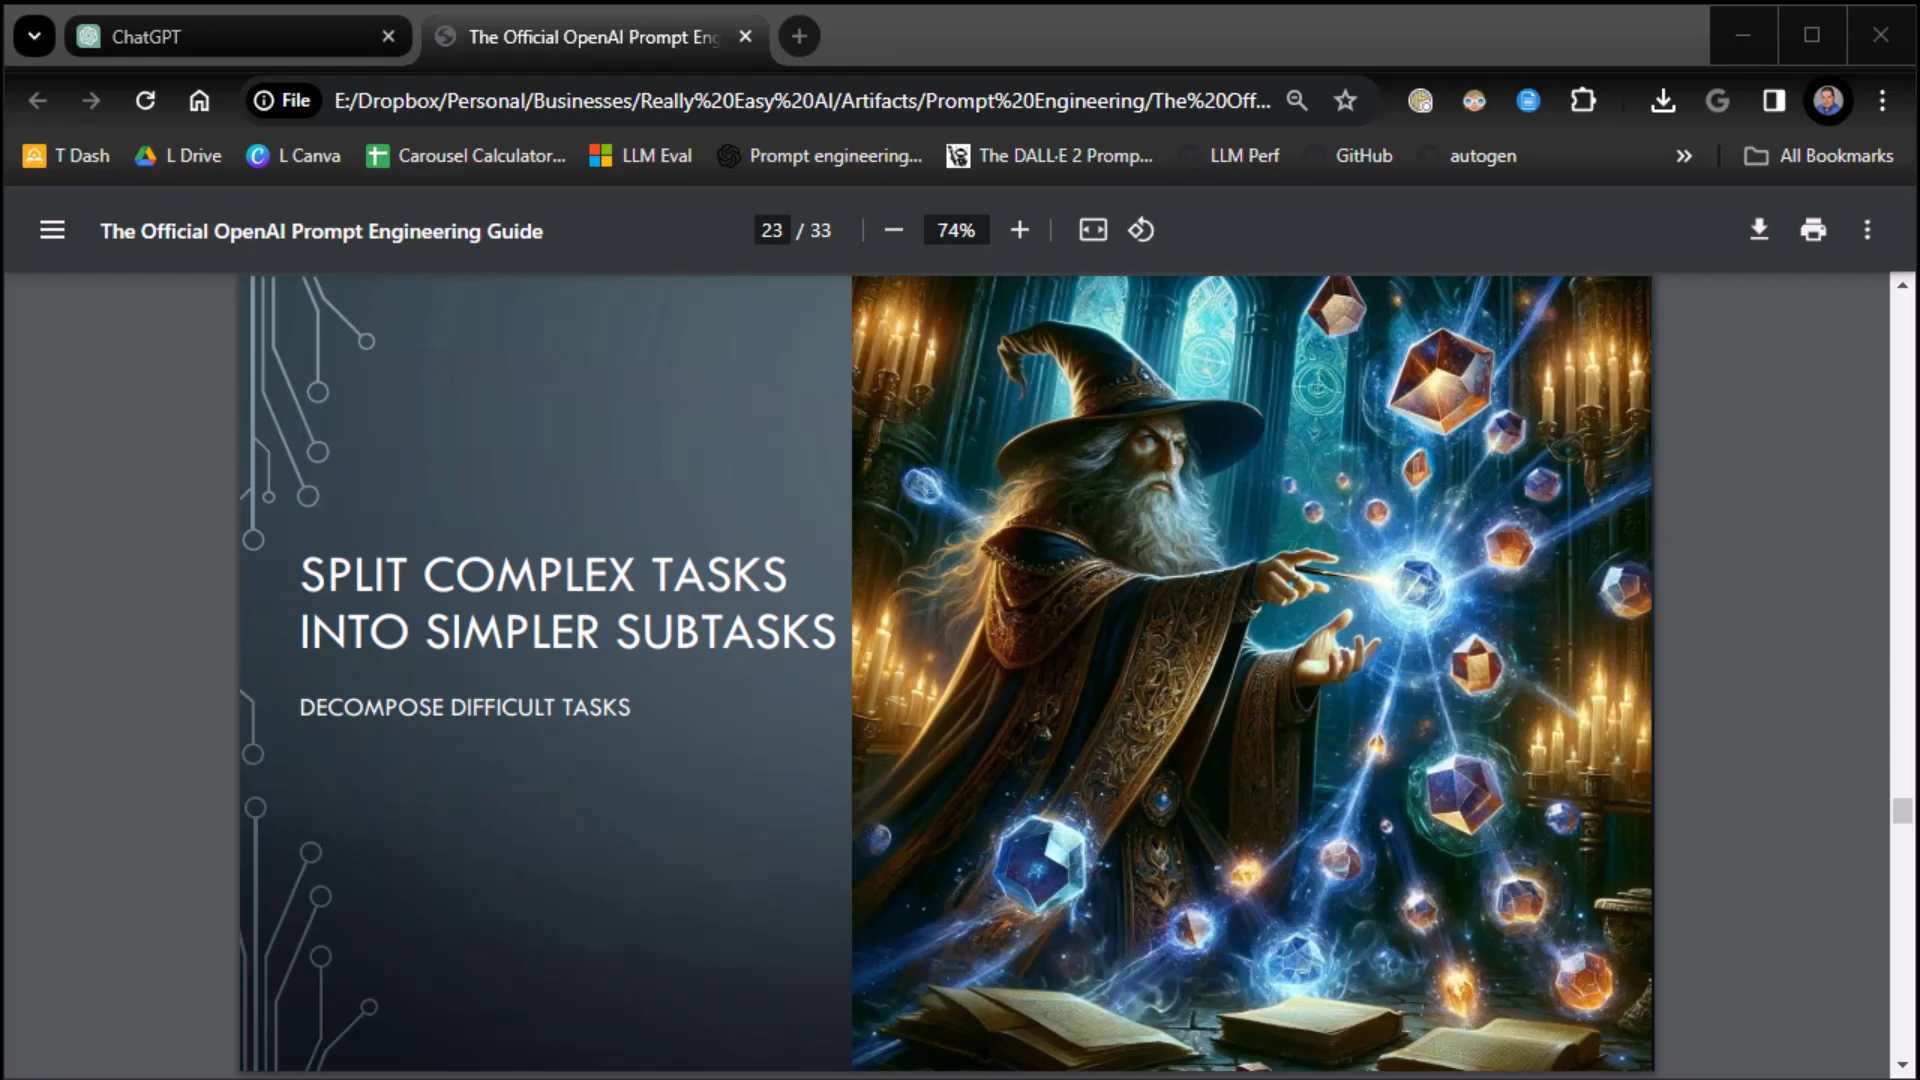 ChatGPT
The Official OpenAI Prompt Eng
File
E:/Dropbox/Personal/Businesses/Really%20Easy%20AI/Artifacts/Prompt%20Engineering/The%20Off...
T Dash
L Drive
L Canva
Carousel Calculator...
LLM Eval
Prompt engineering...
The DALL·E 2 Promp...
LLM Perf
GitHub
autogen
All Bookmarks
The Official OpenAI Prompt Engineering Guide
23 / 33
74%
SPLIT COMPLEX TASKS
INTO SIMPLER SUBTASKS
DECOMPOSE DIFFICULT TASKS